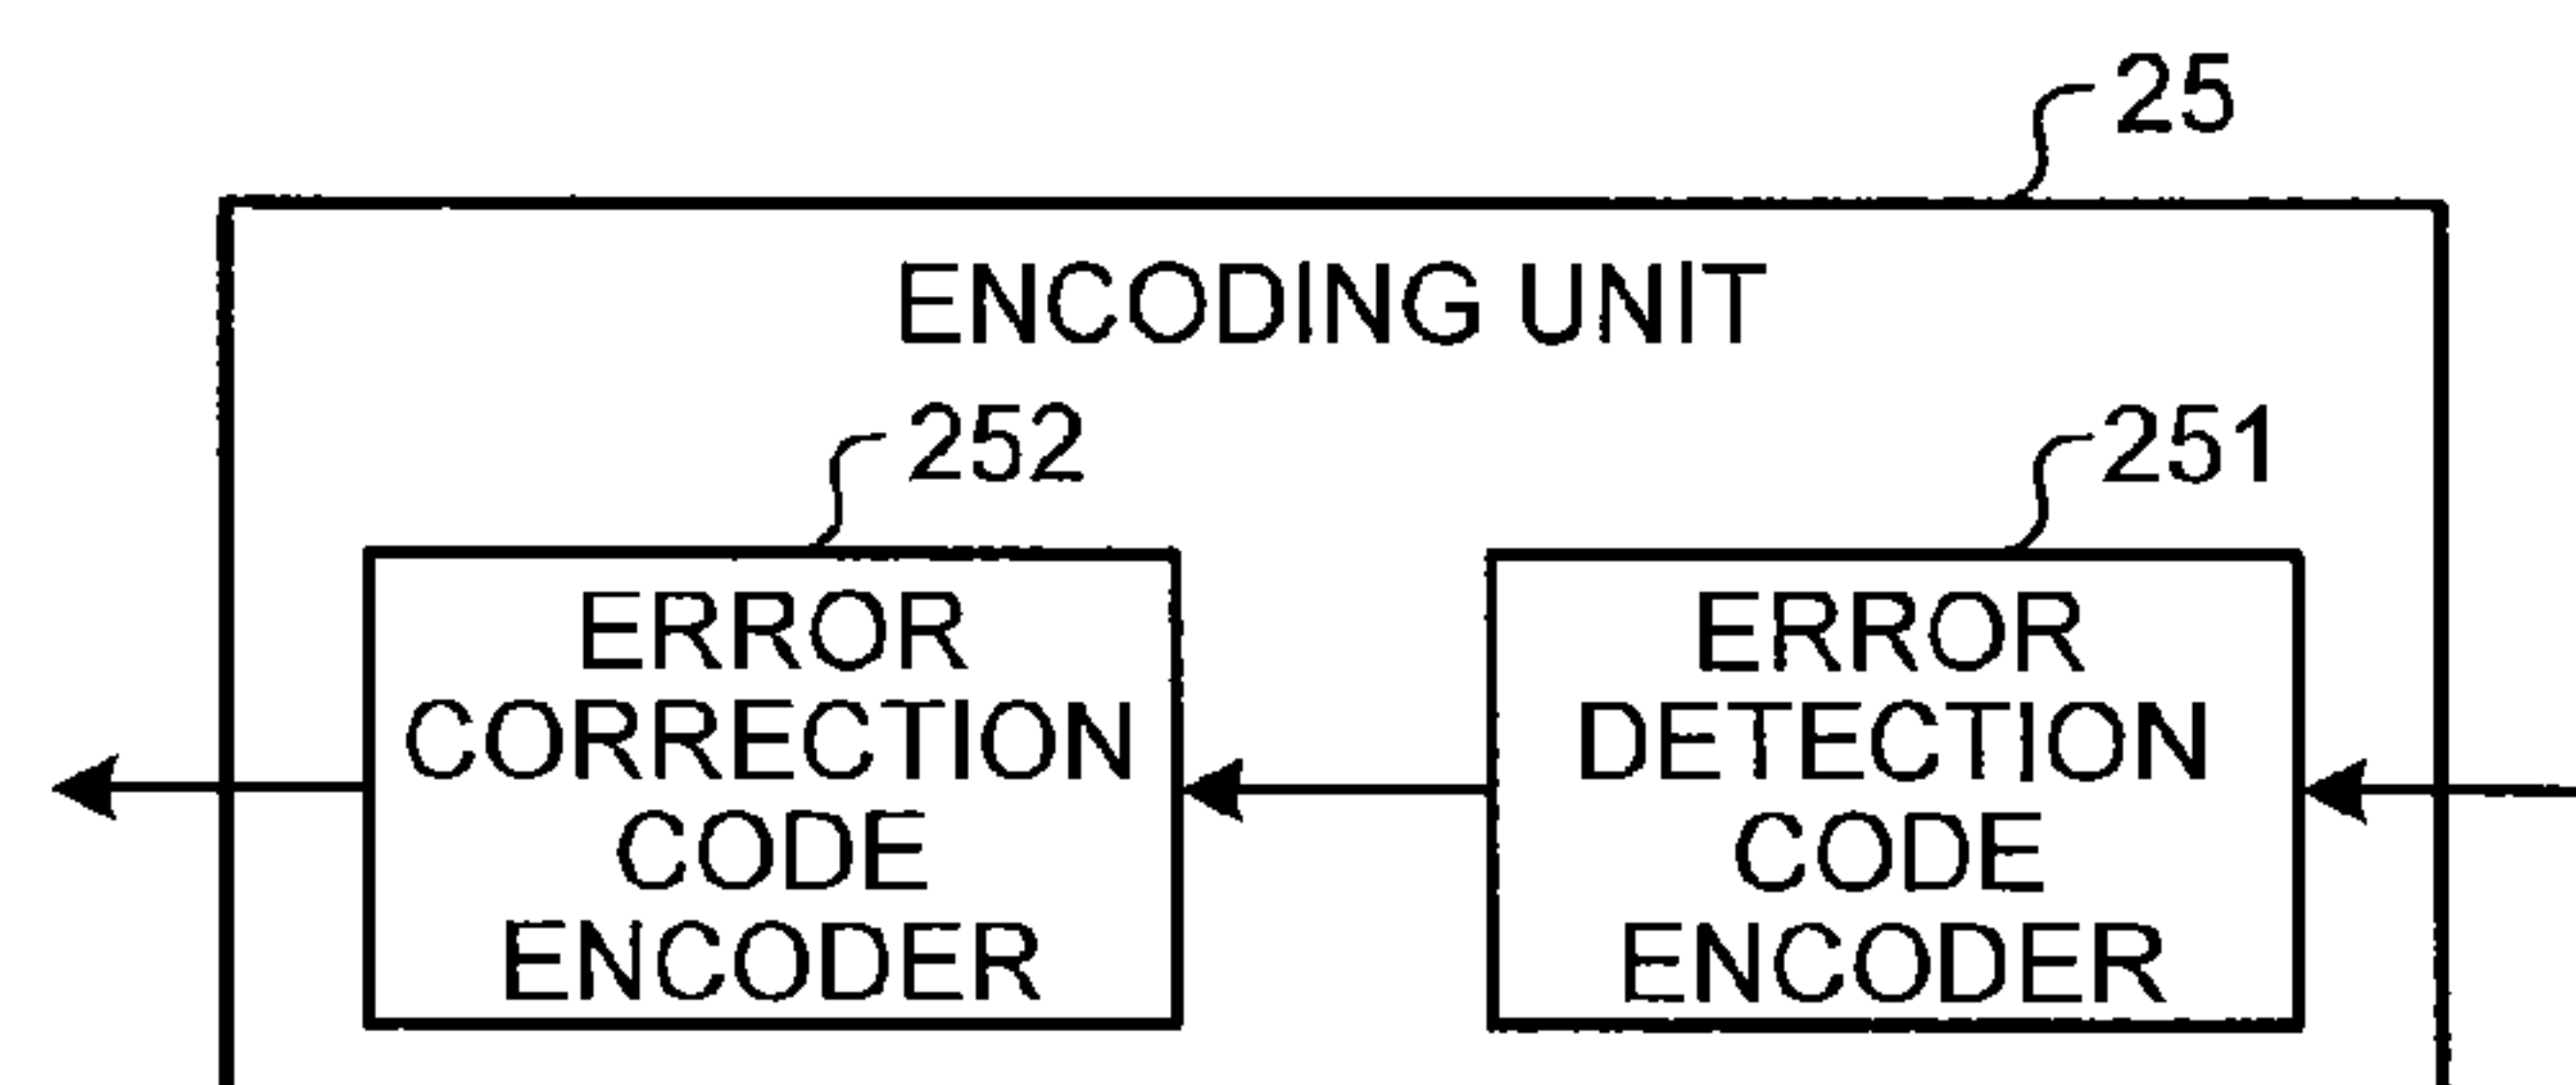 25
ENCODING UNIT
252
251
ERROR
CORRECTION
CODE
ENCODER
ERROR
DETECTION
CODE
ENCODER